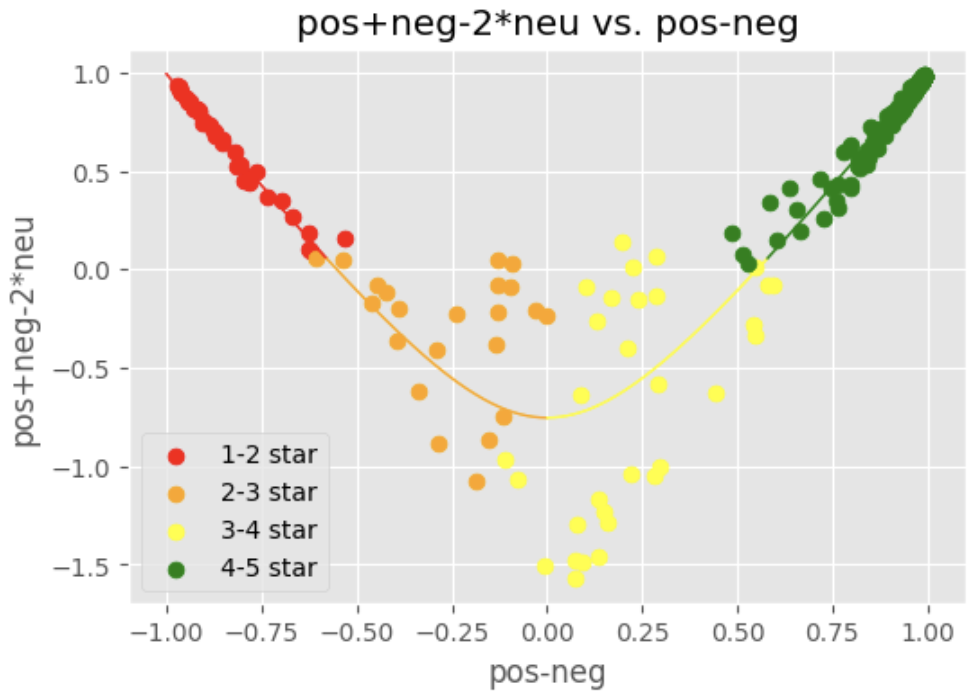 pos+neg-2*neu vs. pos-neg
1.0
0.5
0.0
−0.5
−1.0
−1.5
pos+neg-2*neu
1-2 star
2-3 star
3-4 star
4-5 star
−1.00 −0.75 −0.50 −0.25 0.00 0.25 0.50 0.75 1.00
pos-neg